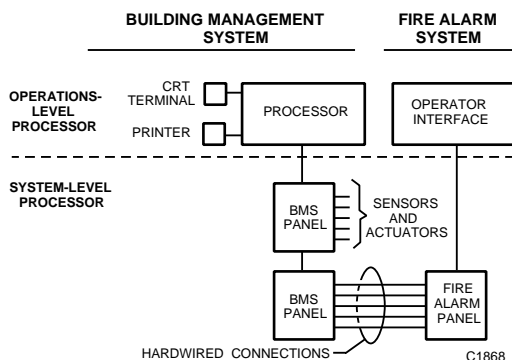 BUILDING MANAGEMENT
SYSTEM
FIRE ALARM
SYSTEM
OPERATIONS-
LEVEL
PROCESSOR
CRT
TERMINAL
PRINTER
PROCESSOR
OPERATOR
INTERFACE
SYSTEM-LEVEL
PROCESSOR
BMS
PANEL
SENSORS
AND
ACTUATORS
BMS
PANEL
FIRE
ALARM
PANEL
HARDWIRED CONNECTIONS
C1868